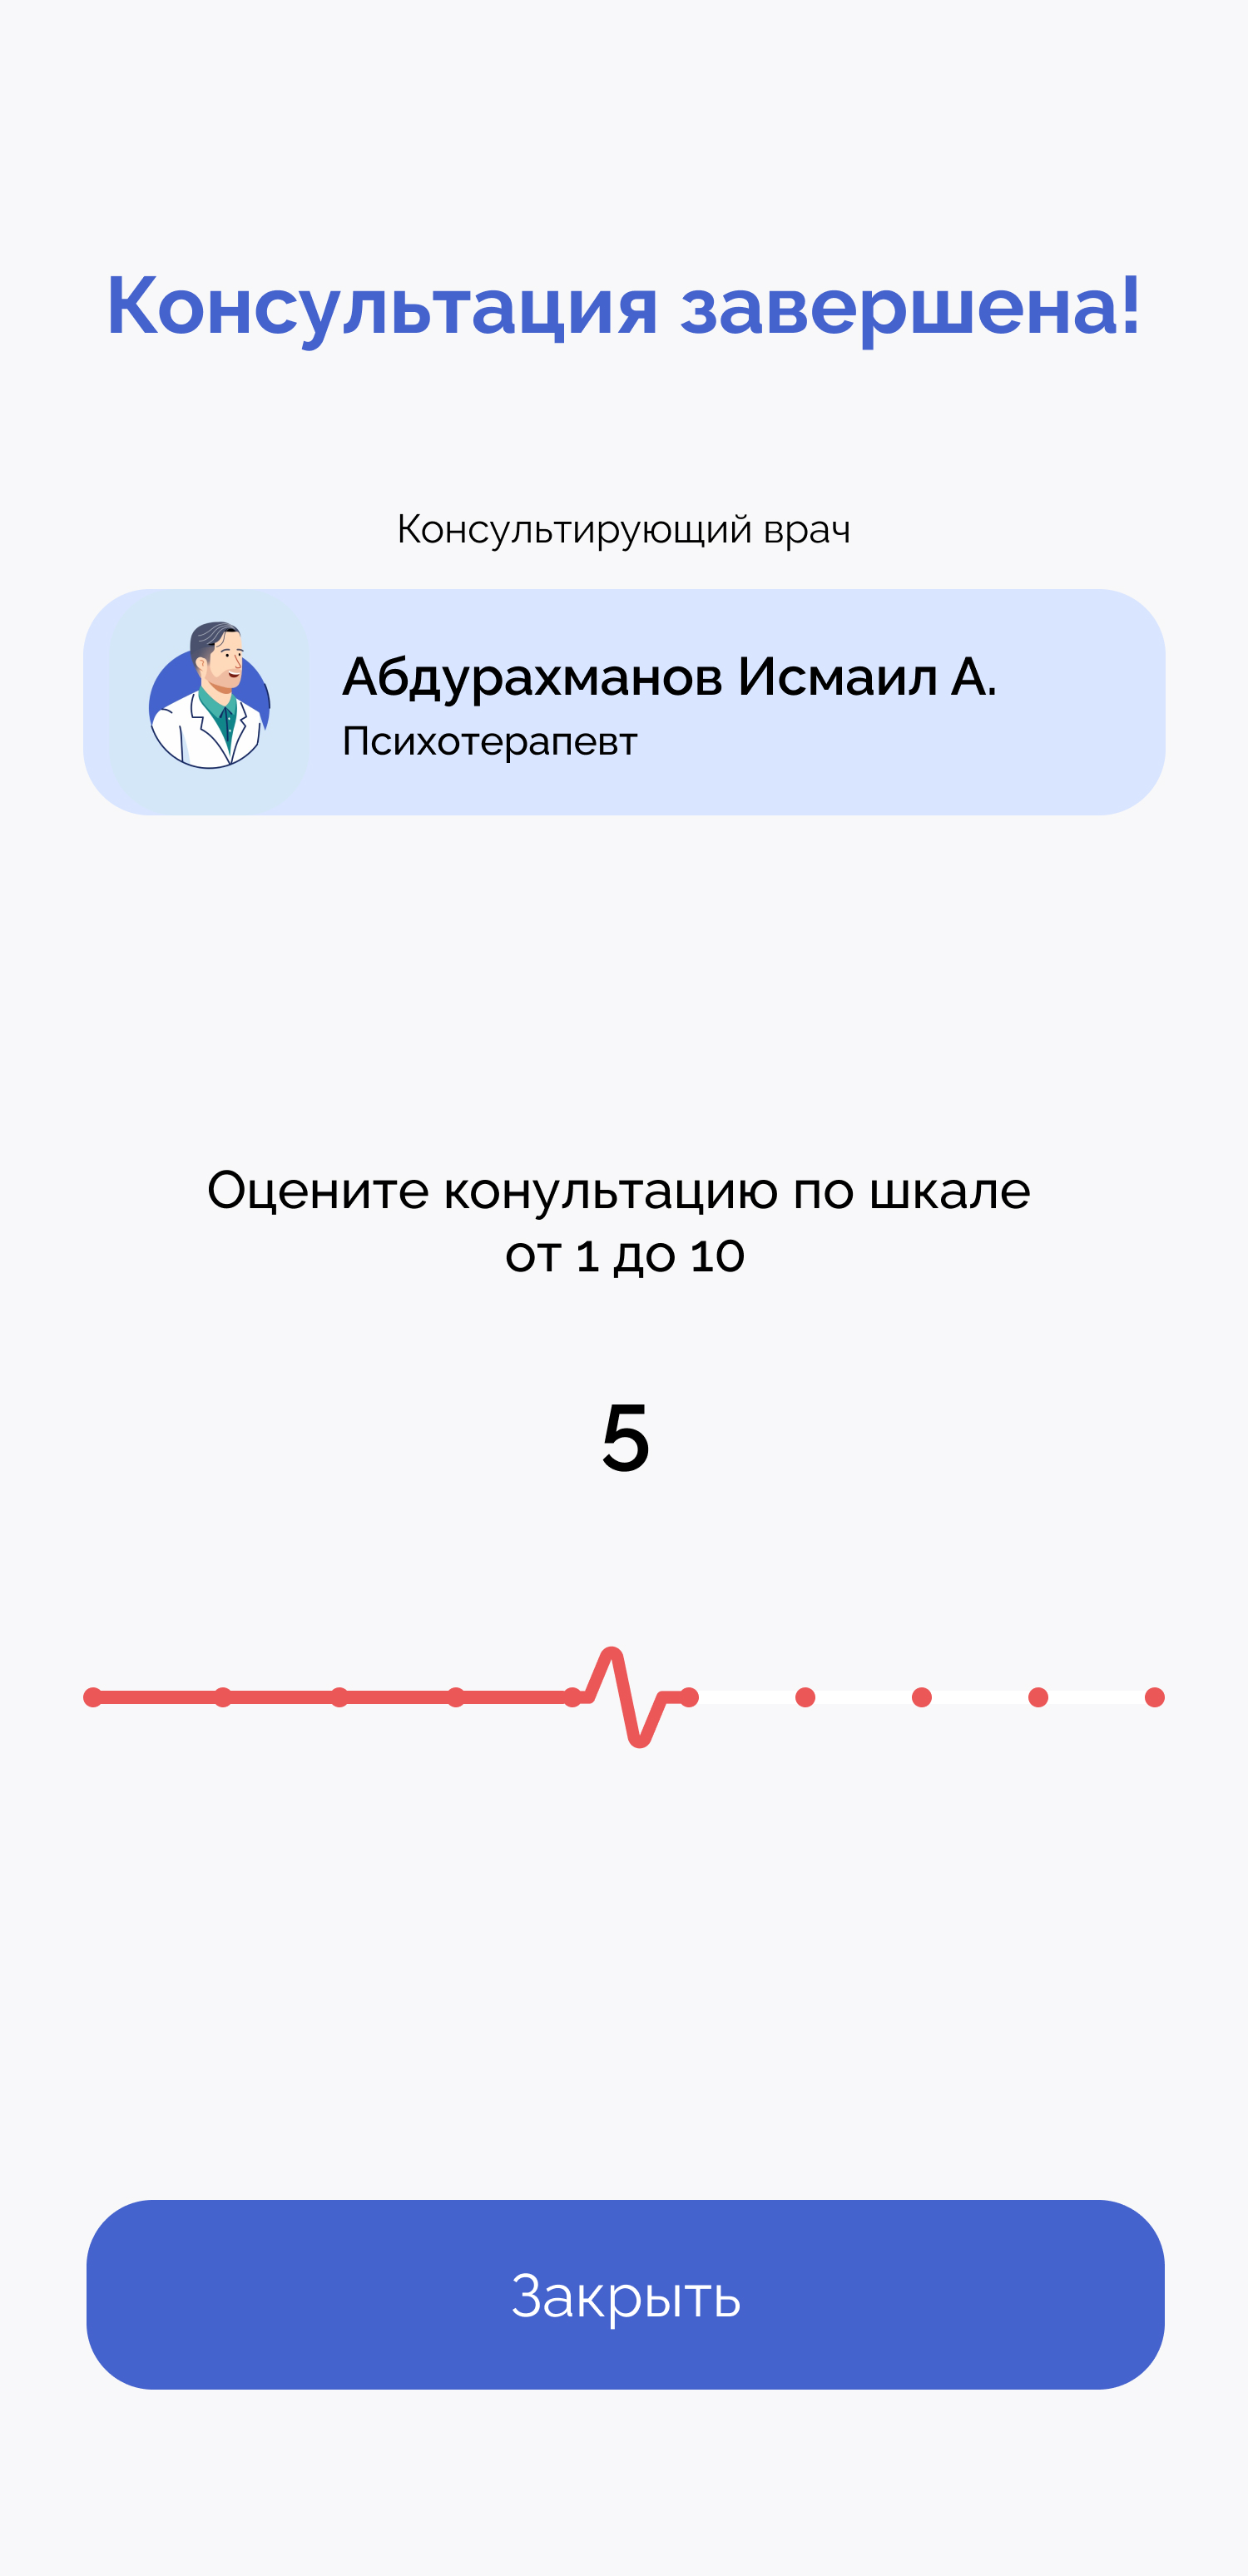 Консультация завершена!
Консультирующий врач
Абдурахманов Исмаил А.
Психотерапевт
Оцените конультацию по шкале
от 1 до 10
5
Закрыть